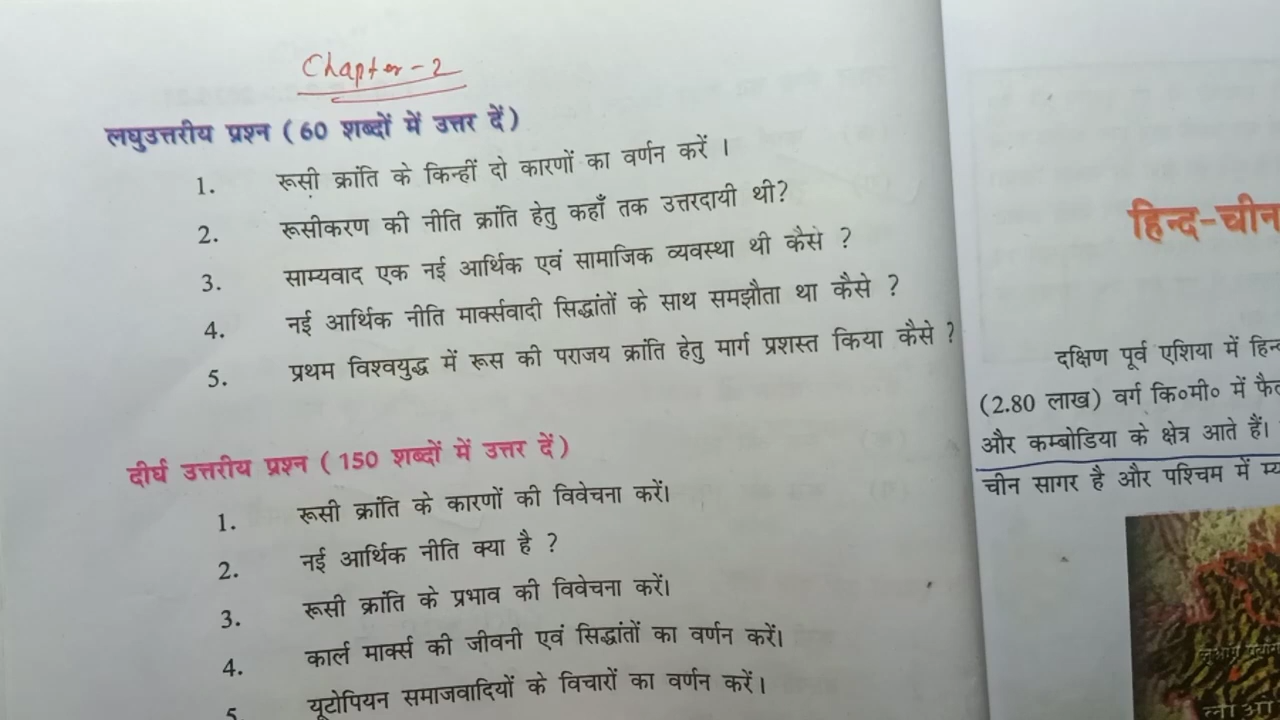 Chapter-2
लघुउत्तरीय प्रश्न ( 60 शब्दों में उत्तर दें )
1. रूसी क्रांति के किन्हीं दो कारणों का वर्णन करें ।
2. रूसीकरण की नीति क्रांति हेतु कहाँ तक उत्तरदायी थी?
3. साम्यवाद एक नई आर्थिक एवं सामाजिक व्यवस्था थी कैसे ?
4. नई आर्थिक नीति मार्क्सवादी सिद्धांतों के साथ समझौता था कैसे ?
5. प्रथम विश्वयुद्ध में रूस की पराजय क्रांति हेतु मार्ग प्रशस्त किया कैसे ?
दीर्घ उत्तरीय प्रश्न ( 150 शब्दों में उत्तर दें )
1. रूसी क्रांति के कारणों की विवेचना करें।
2. नई आर्थिक नीति क्या है ?
3. रूसी क्रांति के प्रभाव की विवेचना करें।
4. कार्ल मार्क्स की जीवनी एवं सिद्धांतों का वर्णन करें।
5. यूटोपियन समाजवादियों के विचारों का वर्णन करें ।
हिन्द-चीन
दक्षिण पूर्व एशिया में
(2.80 लाख) वर्ग कि०मी० में
और कम्बोडिया के क्षेत्र आते हैं।
चीन सागर है और पश्चिम में